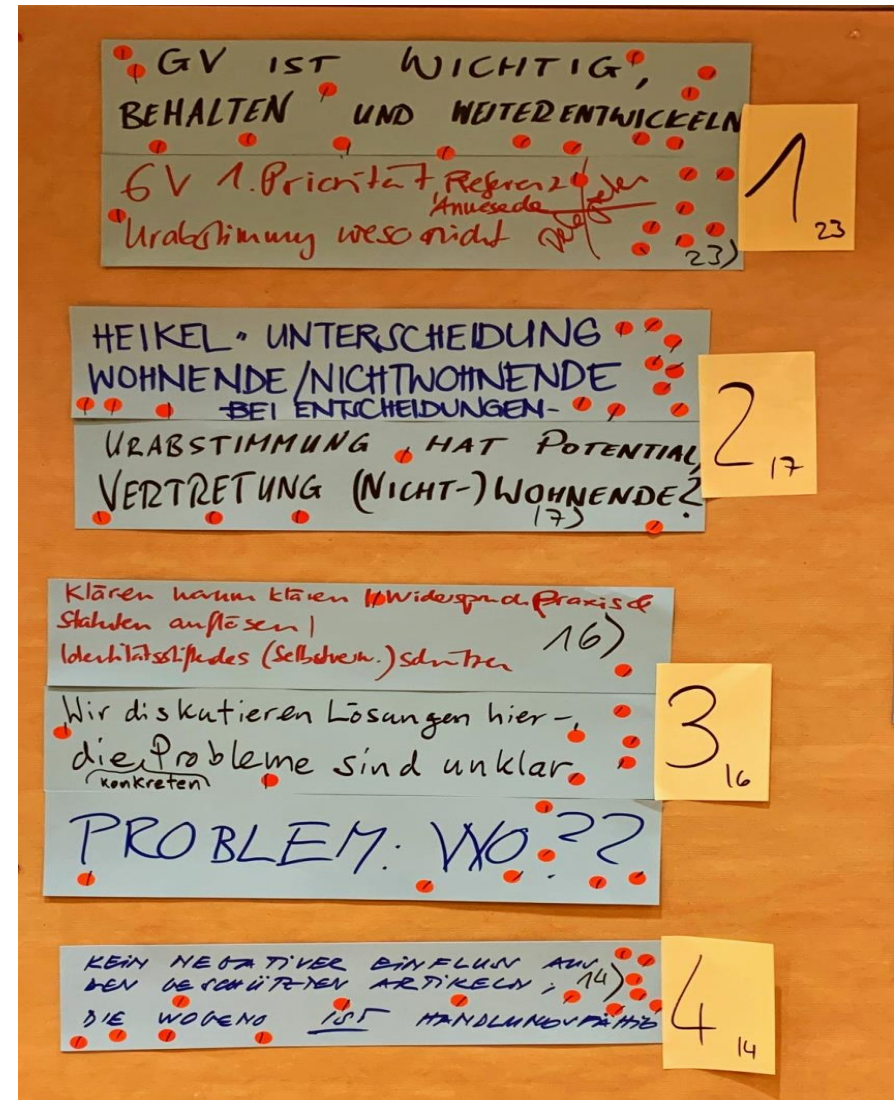 GV IST WICHTIG,
BEHALTEN UND WEITERENTWICKELN
GV 1. Priorität, Referenz
Anwesende
Urabstimmung wieso nicht
23)
1
23
HEIKEL: UNTERSCHEIDUNG
WOHNENDE/NICHTWOHNENDE
-BEI ENTSCHEIDUNGEN-
URABSTIMMUNG, HAT POTENTIAL,
VERTRETUNG (NICHT-)WOHNENDE?
17)
2
17
Klären warum klären // Widerspruch Praxis &
Statuten auflösen |
Identitätsstiftendes (Selbstverw.) schützen
16)
Wir diskutieren Lösungen hier -,
die Probleme sind unklar.
(konkreten)
3
16
PROBLEM: WO??
KEIN NEGATIVER EINFLUSS AUS
DEN GESCHÜTZTEN ARTIKELN; 14)
DIE WOGENO IST HANDLUNGSFÄHIG
4
14